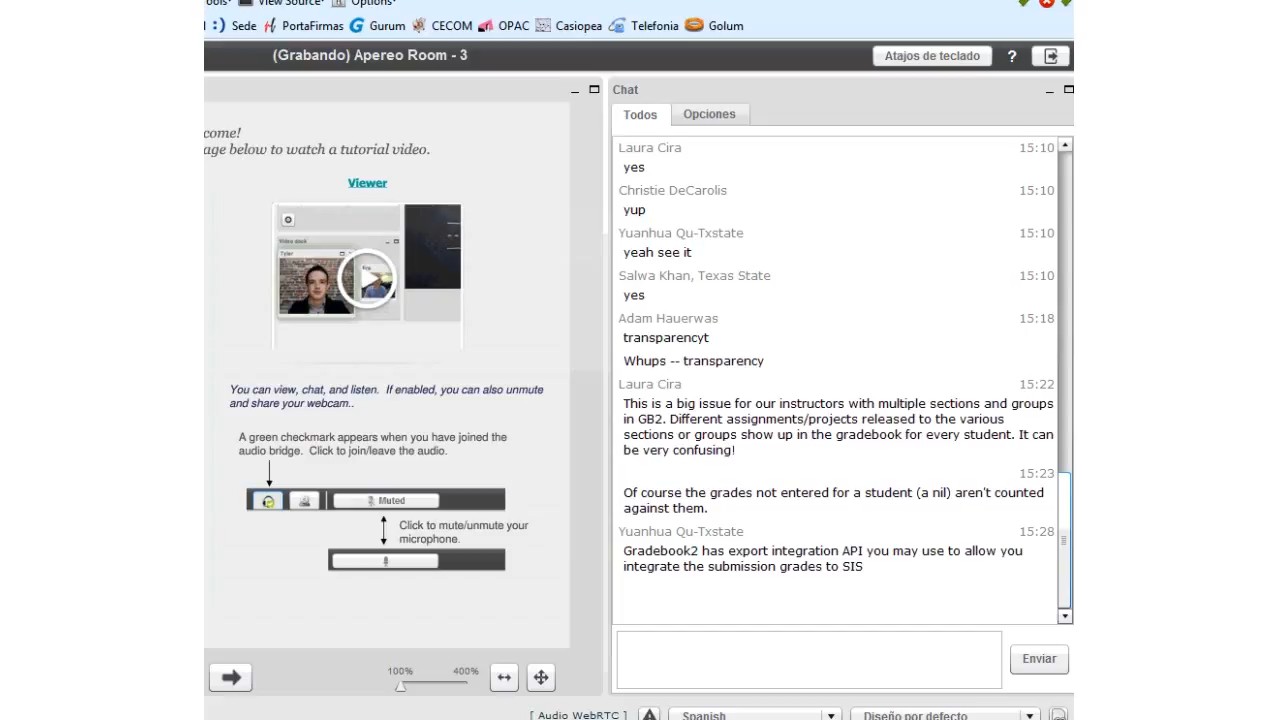 View Source· Options·
:) Sede PortaFirmas Gurum CECOM OPAC Casiopea Telefonia Golum
(Grabando) Apereo Room - 3
Atajos de teclado ?
come!
age below to watch a tutorial video.
Viewer
Video dock
Tyler
You can view, chat, and listen. If enabled, you can also unmute
and share your webcam..
A green checkmark appears when you have joined the
audio bridge. Click to join/leave the audio.
Muted
Click to mute/unmute your
microphone.
100% 400%
Chat
Todos Opciones
Laura Cira 15:10
yes
Christie DeCarolis 15:10
yup
Yuanhua Qu-Txstate 15:10
yeah see it
Salwa Khan, Texas State 15:10
yes
Adam Hauerwas 15:18
transparencyt
Whups -- transparency
Laura Cira 15:22
This is a big issue for our instructors with multiple sections and groups
in GB2. Different assignments/projects released to the various
sections or groups show up in the gradebook for every student. It can
be very confusing!
15:23
Of course the grades not entered for a student (a nil) aren't counted
against them.
Yuanhua Qu-Txstate 15:28
Gradebook2 has export integration API you may use to allow you
integrate the submission grades to SIS
Enviar
[ Audio WebRTC ] Spanish Diseño por defecto